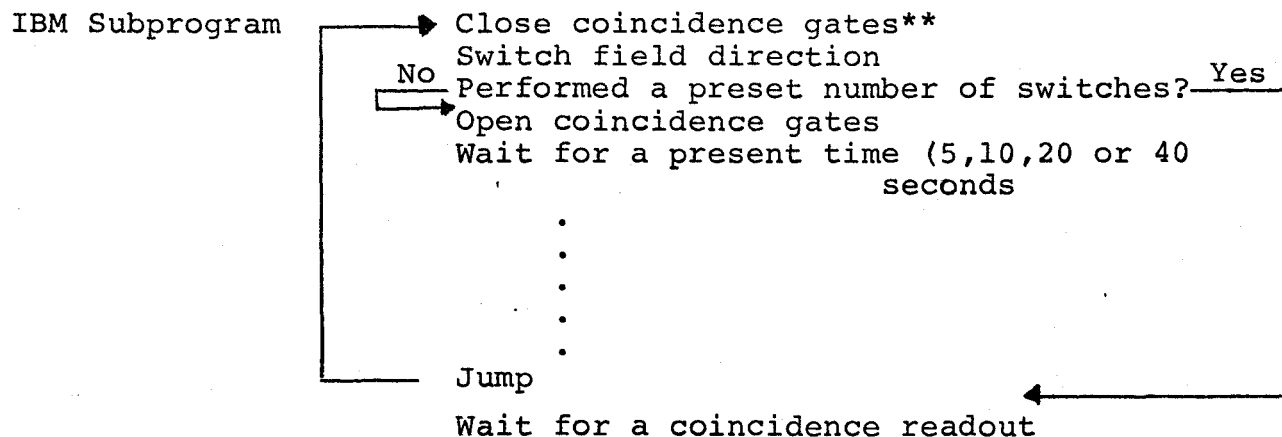 IBM Subprogram
Close coincidence gates**
Switch field direction
No
Performed a preset number of switches?
Yes
Open coincidence gates
Wait for a present time (5,10,20 or 40
seconds
.
.
.
.
.
Jump
Wait for a coincidence readout